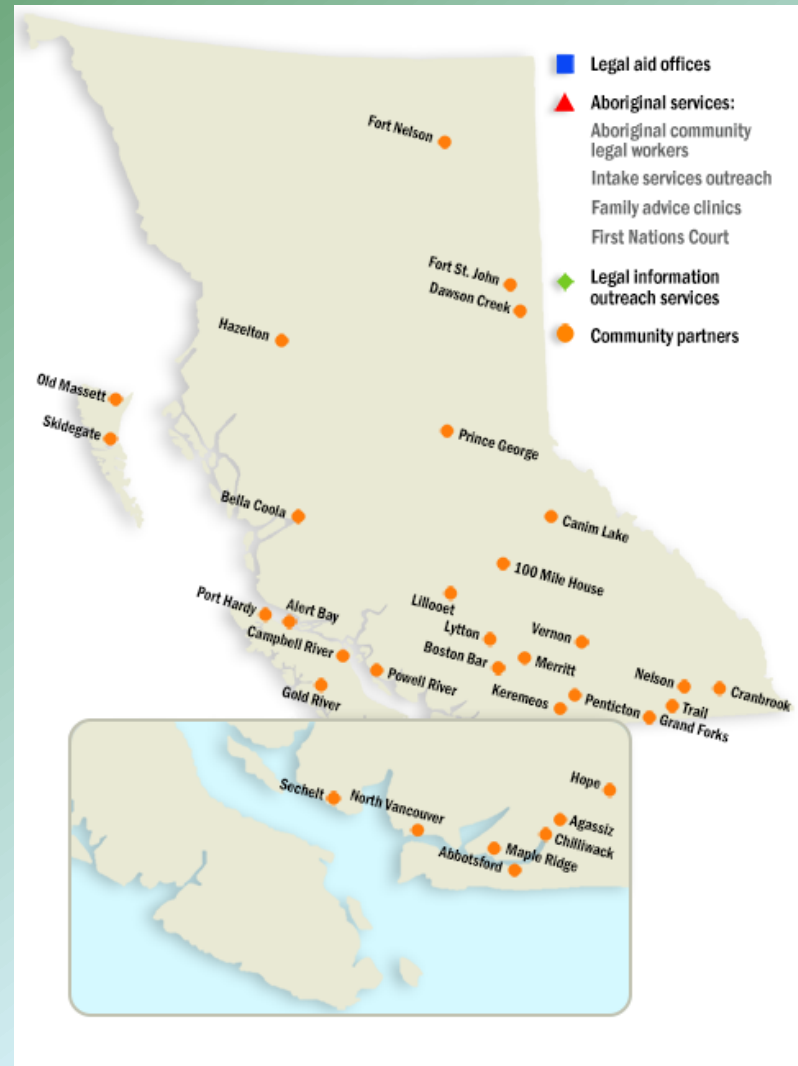 Legal aid offices
Aboriginal services:
Aboriginal community
legal workers
Intake services outreach
Family advice clinics
First Nations Court
Legal information
outreach services
Community partners
Fort Nelson
Fort St. John
Dawson Creek
Hazelton
Old Massett
Skidegate
Prince George
Bella Coola
Canim Lake
100 Mile House
Lillooet
Port Hardy
Alert Bay
Lytton
Vernon
Campbell River
Boston Bar
Merritt
Powell River
Nelson
Cranbrook
Gold River
Keremeos
Penticton
Trail
Grand Forks
Hope
Sechelt
North Vancouver
Agassiz
Chilliwack
Maple Ridge
Abbotsford